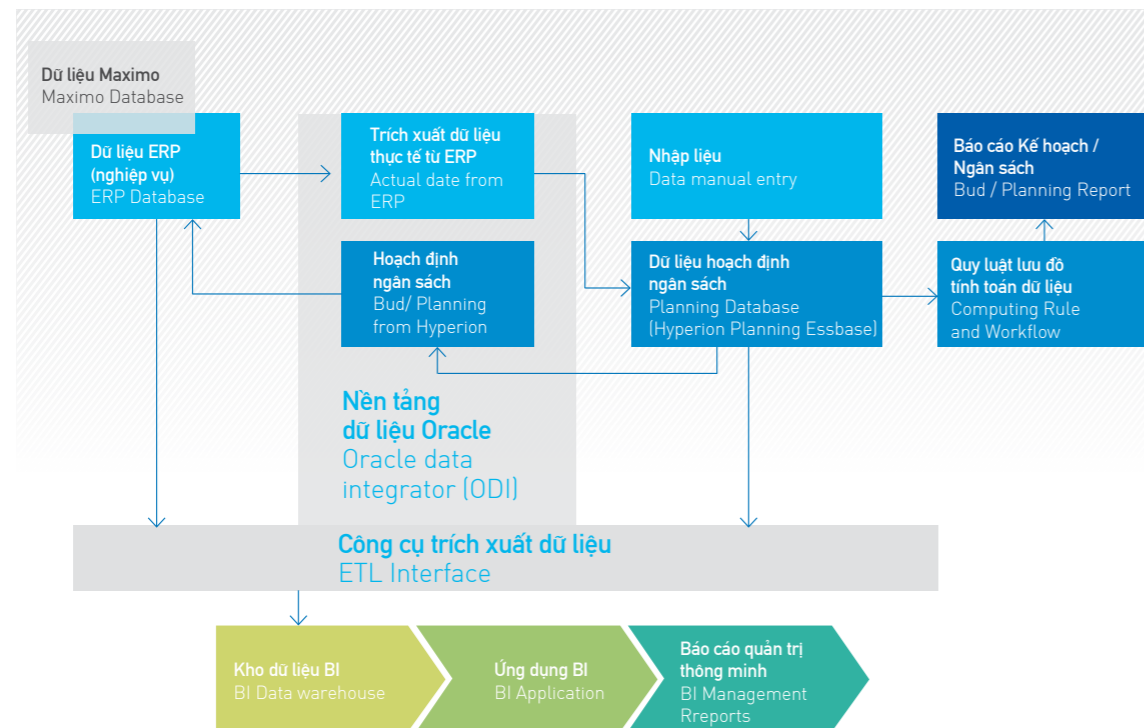 Dữ liệu Maximo
Maximo Database
Dữ liệu ERP
(nghiệp vụ)
ERP Database
Trích xuất dữ liệu
thực tế từ ERP
Actual date from
ERP
Nhập liệu
Data manual entry
Báo cáo Kế hoạch /
Ngân sách
Bud / Planning Report
Hoạch định
ngân sách
Bud/ Planning
from Hyperion
Dữ liệu hoạch định
ngân sách
Planning Database
(Hyperion Planning Essbase)
Quy luật lưu đồ
tính toán dữ liệu
Computing Rule
and Workflow
Nền tảng
dữ liệu Oracle
Oracle data
integrator (ODI)
Công cụ trích xuất dữ liệu
ETL Interface
Kho dữ liệu BI
BI Data warehouse
Ứng dụng BI
BI Application
Báo cáo quản trị
thông minh
BI Management
Rreports